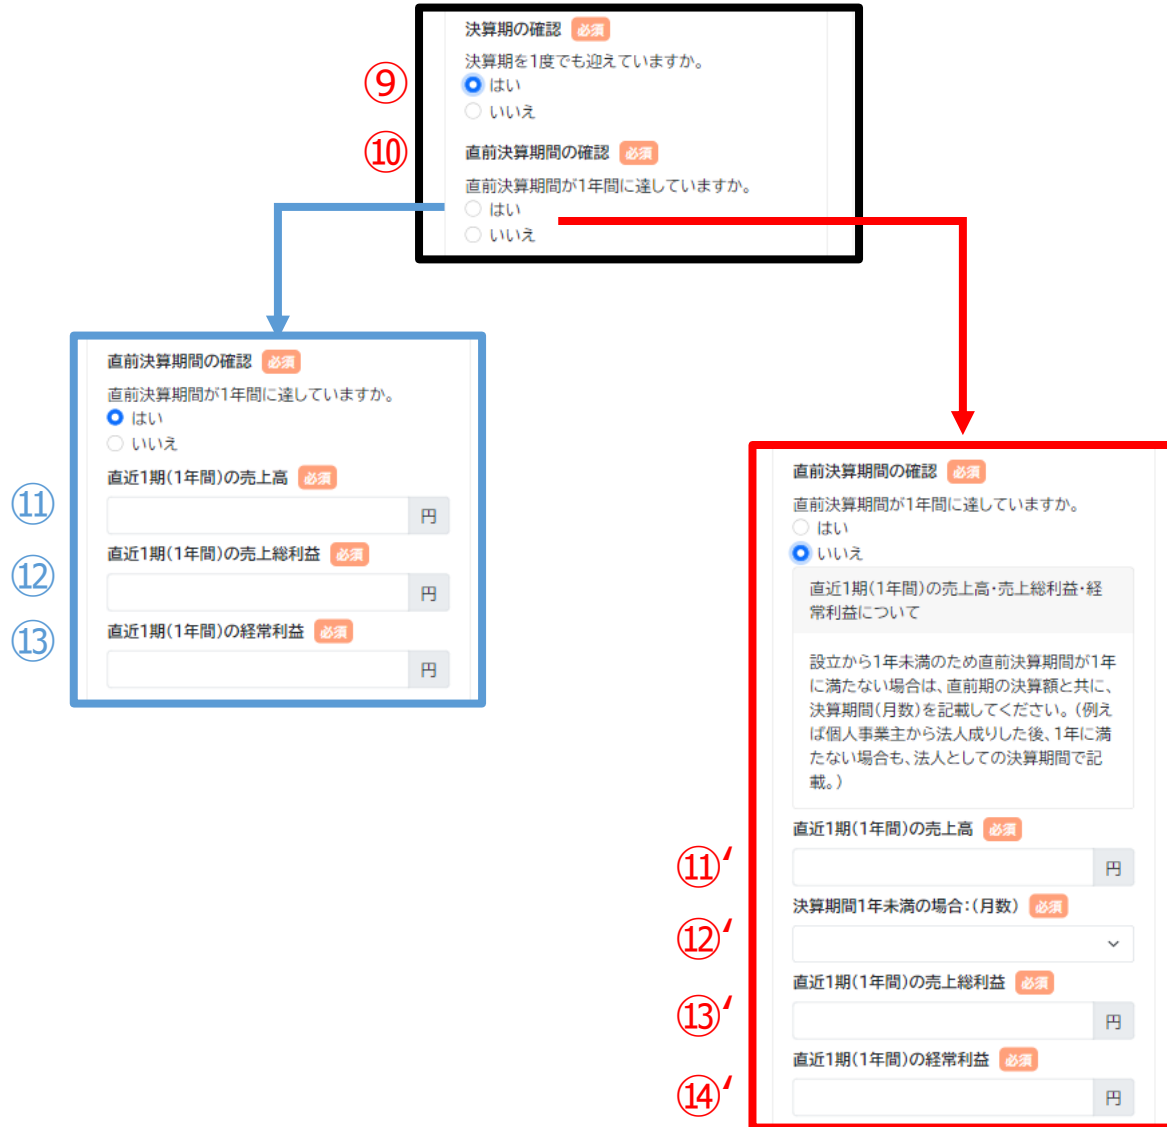 決算期の確認 必須
⑨
決算期を1度でも迎えていますか。
はい
いいえ
⑩
直前決算期間の確認 必須
直前決算期間が1年間に達していますか。
はい
いいえ
直前決算期間の確認 必須
直前決算期間が1年間に達していますか。
はい
いいえ
直近1期(1年間)の売上高 必須
⑪
円
直近1期(1年間)の売上総利益 必須
⑫
円
直近1期(1年間)の経常利益 必須
⑬
円
直前決算期間の確認 必須
直前決算期間が1年間に達していますか。
はい
いいえ
直近1期(1年間)の売上高・売上総利益・経
常利益について
設立から1年未満のため直前決算期間が1年
に満たない場合は、直前期の決算額と共に、
決算期間(月数)を記載してください。(例え
ば個人事業主から法人成りした後、1年に満
たない場合も、法人としての決算期間で記
載。)
直近1期(1年間)の売上高 必須
⑪‘
円
決算期間1年未満の場合:(月数) 必須
⑫‘
直近1期(1年間)の売上総利益 必須
⑬‘
円
直近1期(1年間)の経常利益 必須
⑭‘
円